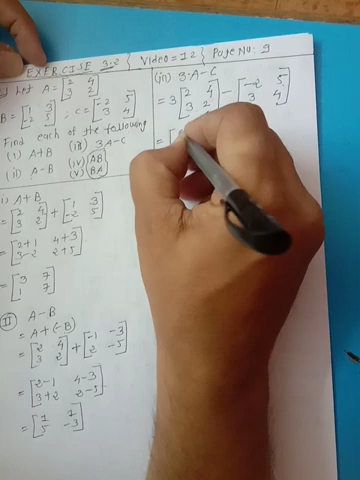 EXERCISE 3.2 } Video = 12 } Page No: 9
Let A = [2 4
3 2]
B = [1 3
-2 5] ; C = [-2 5
3 4]
Find each of the following
(i) A+B (iii) 3A-C
(ii) A-B (iv) AB
(v) BA
i) A+B
= [2 4
3 2] + [1 3
-2 5]
= [2+1 4+3
3-2 2+5]
= [3 7
1 7]
II A-B
= A+(-B)
= [2 4
3 2] + [-1 -3
2 -5]
= [2-1 4-3
3+2 2-5]
= [1 1
5 -3]
(iii) 3·A-C
= 3 [2 4
3 2] - [-2 5
3 4]
= [